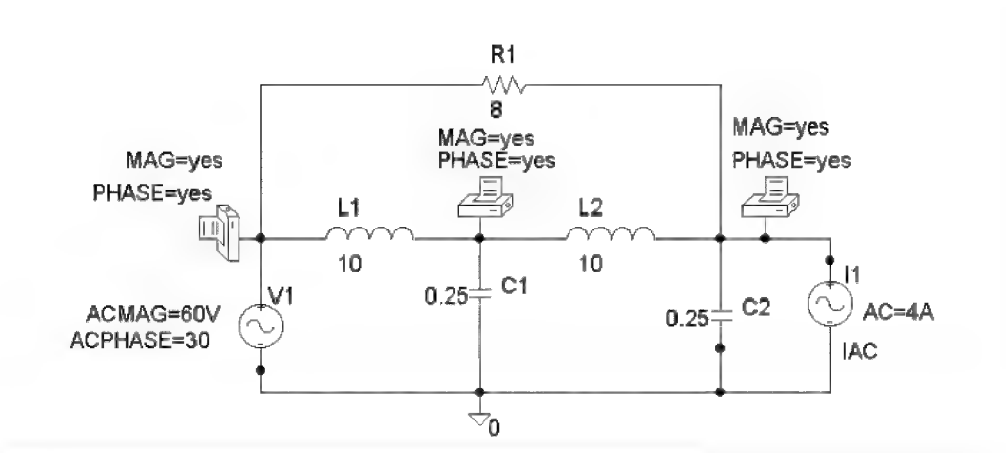 R1
8
MAG=yes
PHASE=yes
MAG=yes
PHASE=yes
MAG=yes
PHASE=yes
L1
10
L2
10
V1
ACMAG=60V
ACPHASE=30
0.25
C1
0.25
C2
I1
AC=4A
IAC
0